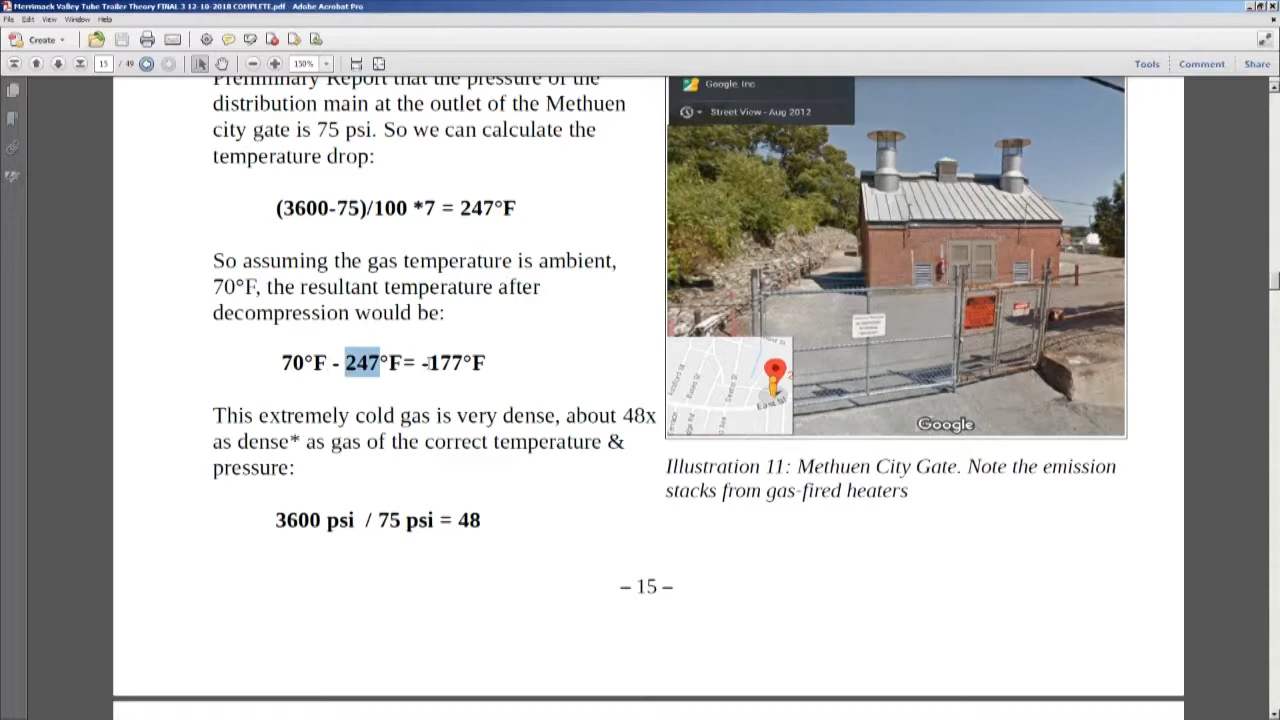 Merrimack Valley Tube Trailer Theory FINAL 3 12-10-2018 COMPLETE.pdf - Adobe Acrobat Pro
File Edit View Window Help
Create
15 / 49
150%
Tools Comment Share
Preliminary Report that the pressure of the
distribution main at the outlet of the Methuen
city gate is 75 psi. So we can calculate the
temperature drop:
(3600-75)/100 *7 = 247°F
So assuming the gas temperature is ambient,
70°F, the resultant temperature after
decompression would be:
70°F - 247°F= -177°F
This extremely cold gas is very dense, about 48x
as dense* as gas of the correct temperature &
pressure:
3600 psi / 75 psi = 48
Google, Inc
Street View - Aug 2012
East St
Google
Illustration 11: Methuen City Gate. Note the emission
stacks from gas-fired heaters
– 15 –